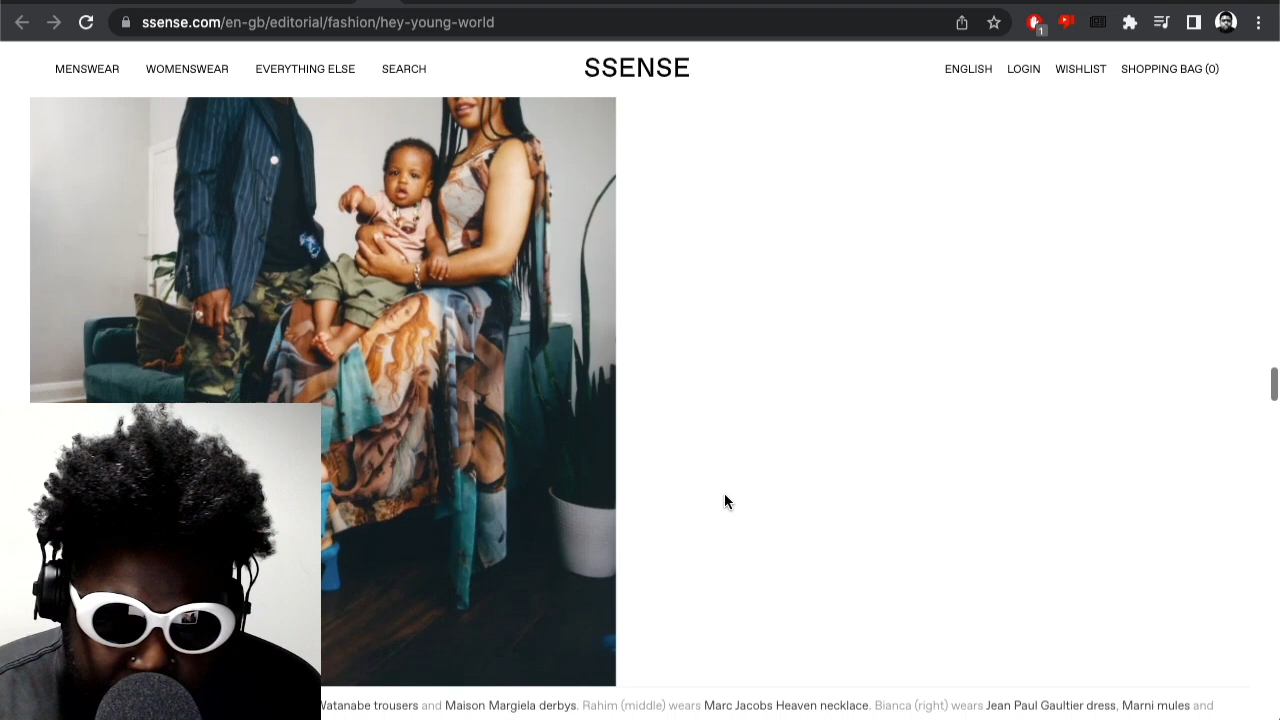 ssense.com/en-gb/editorial/fashion/hey-young-world
1
MENSWEAR WOMENSWEAR EVERYTHING ELSE SEARCH SSENSE ENGLISH LOGIN WISHLIST SHOPPING BAG (0)
Watanabe trousers and Maison Margiela derbys. Rahim (middle) wears Marc Jacobs Heaven necklace. Bianca (right) wears Jean Paul Gaultier dress, Marni mules and